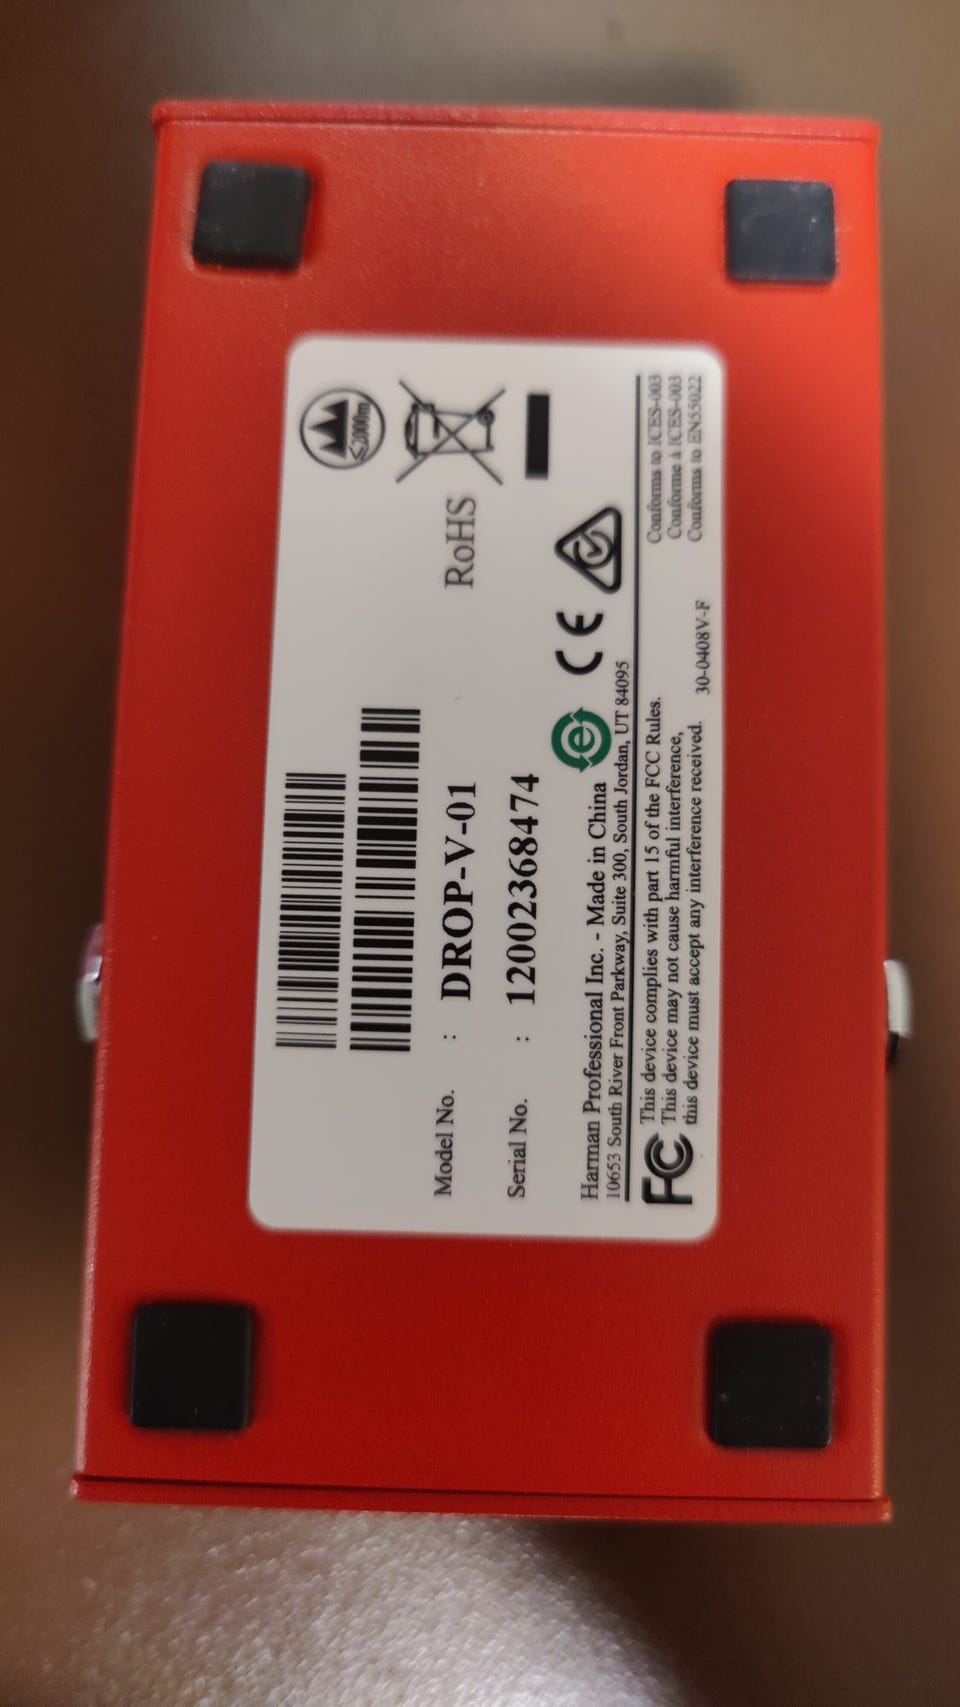 ≤2000m
Model No. : DROP-V-01
RoHS
Serial No. : 12002368474
Harman Professional Inc. - Made in China
e
CE
10653 South River Front Parkway, Suite 300, South Jordan, UT 84095
FC
This device complies with part 15 of the FCC Rules.
This device may not cause harmful interference,
this device must accept any interference received.
30-0408V-F
Conforms to ICES-003
Conforme à ICES-003
Conforms to EN55022